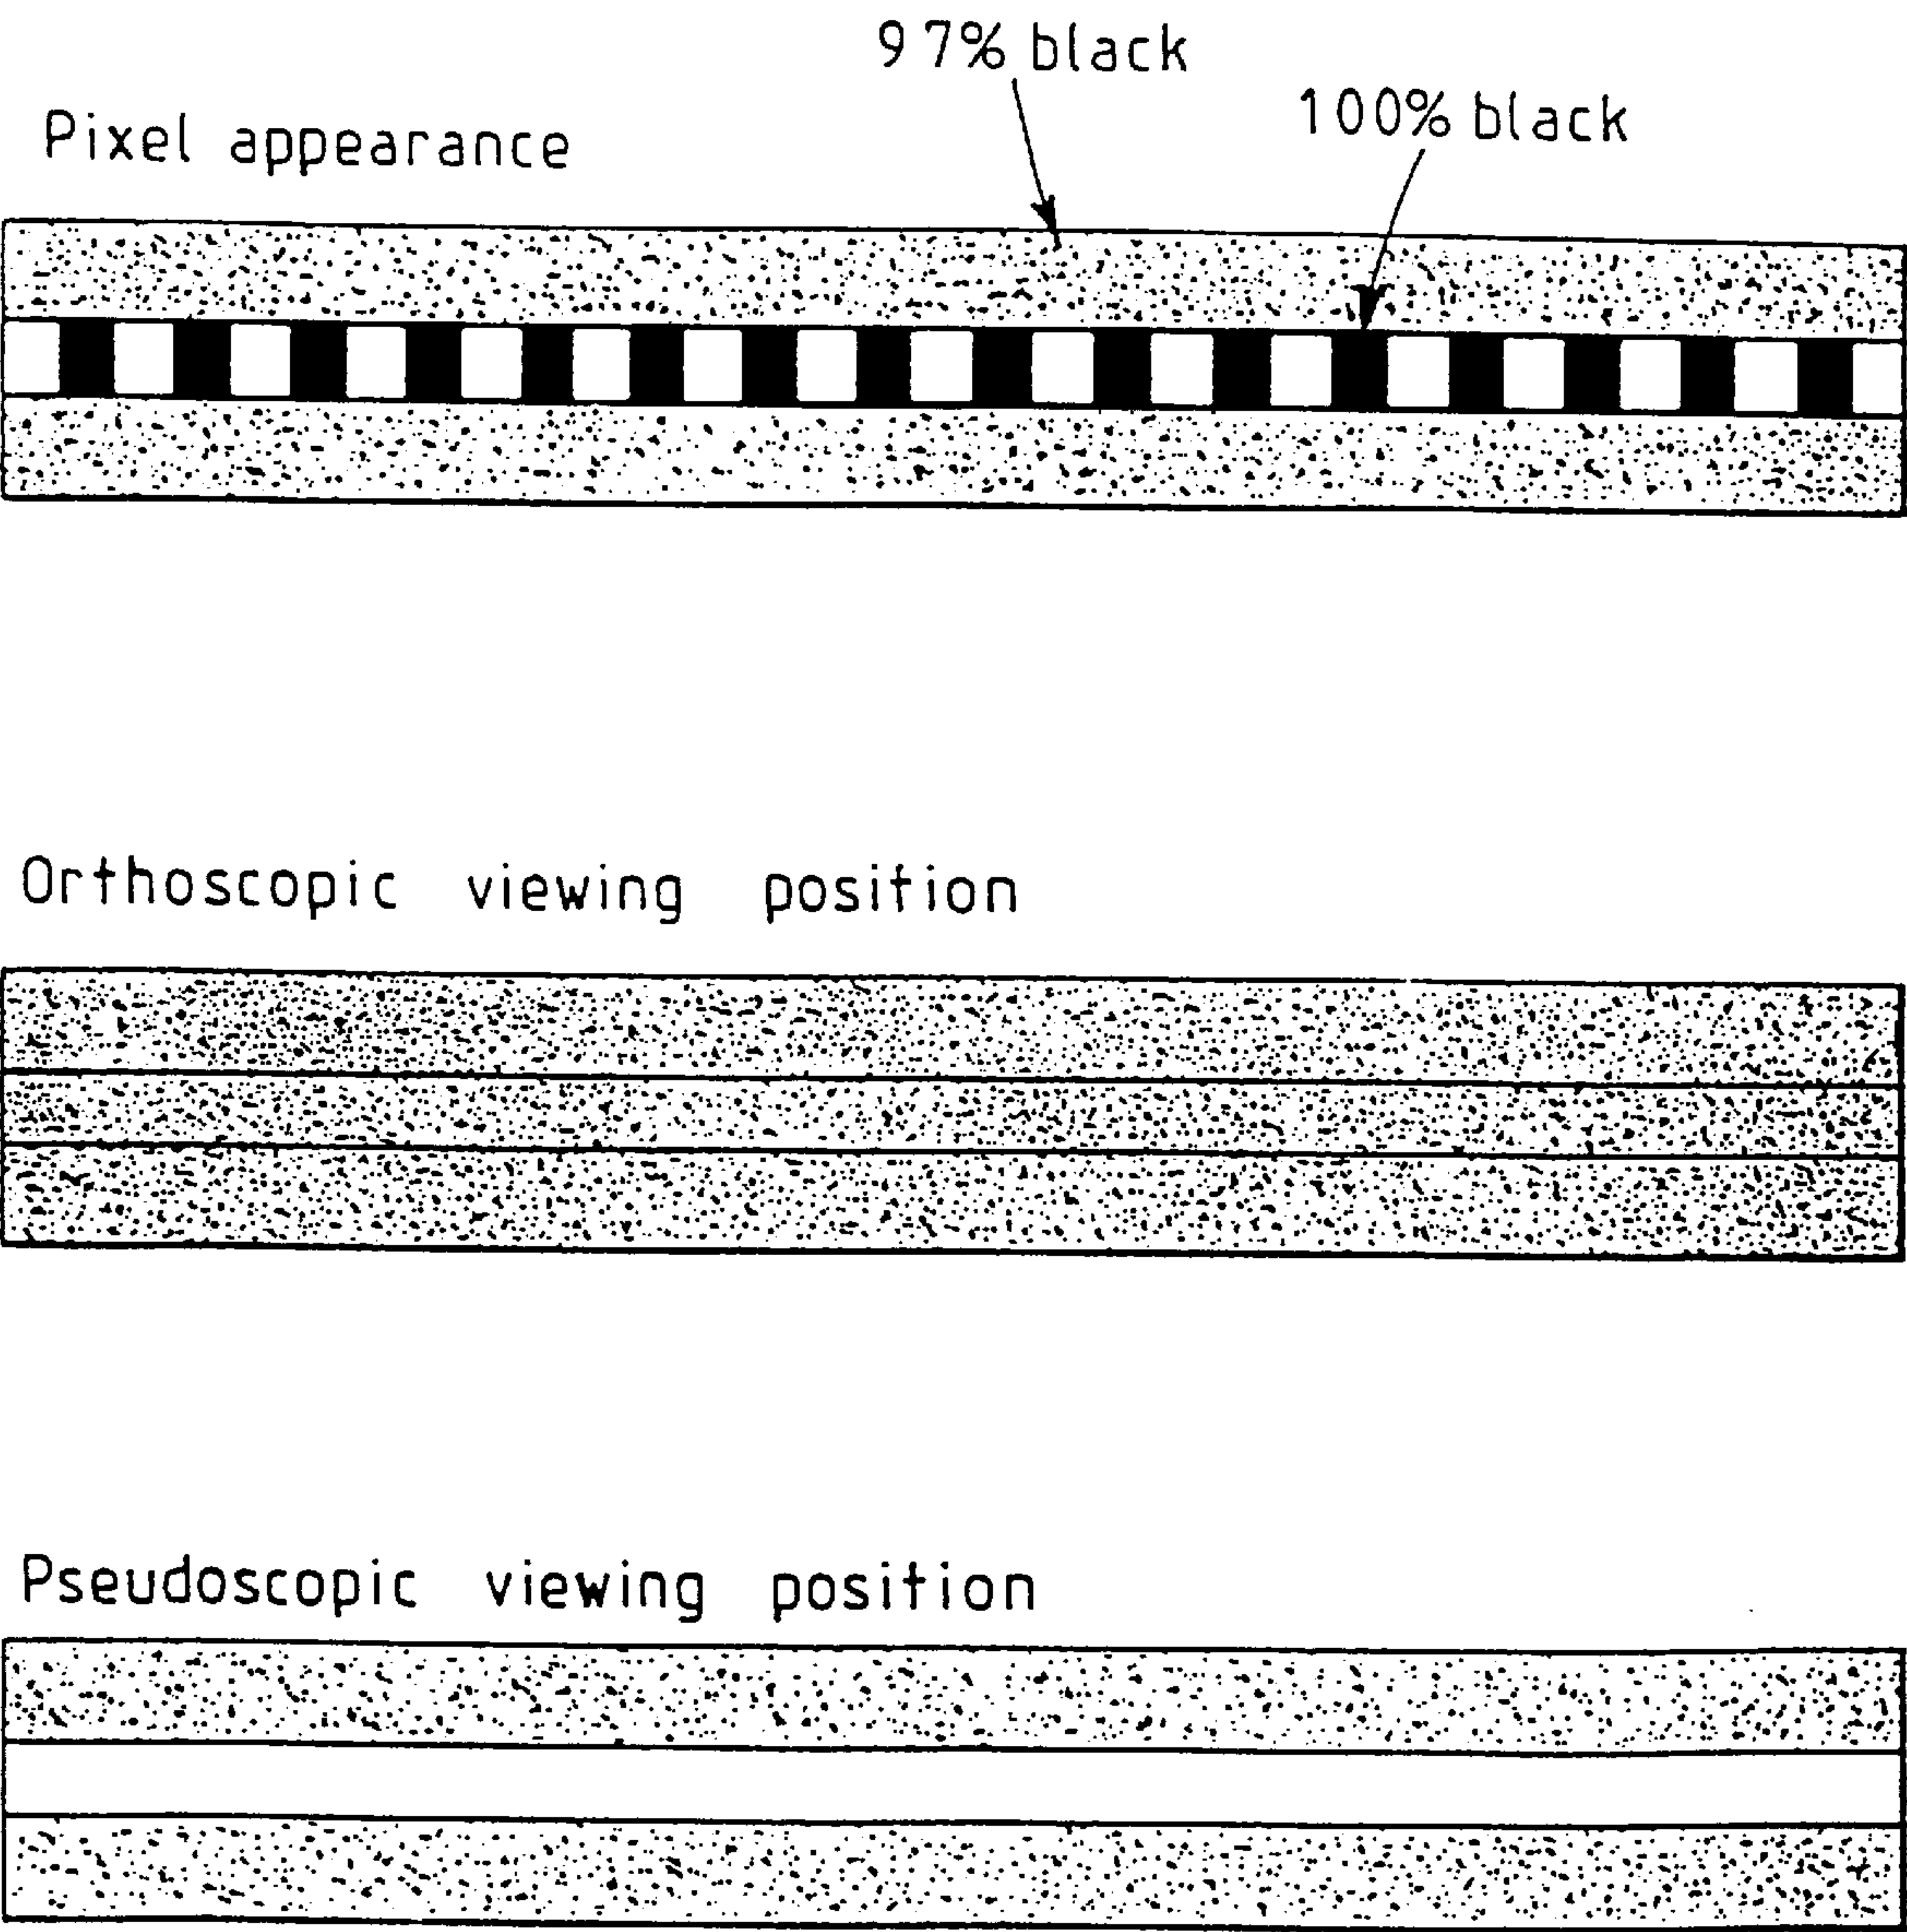 97% black
100% black
Pixel appearance
Orthoscopic viewing position
Pseudoscopic viewing position